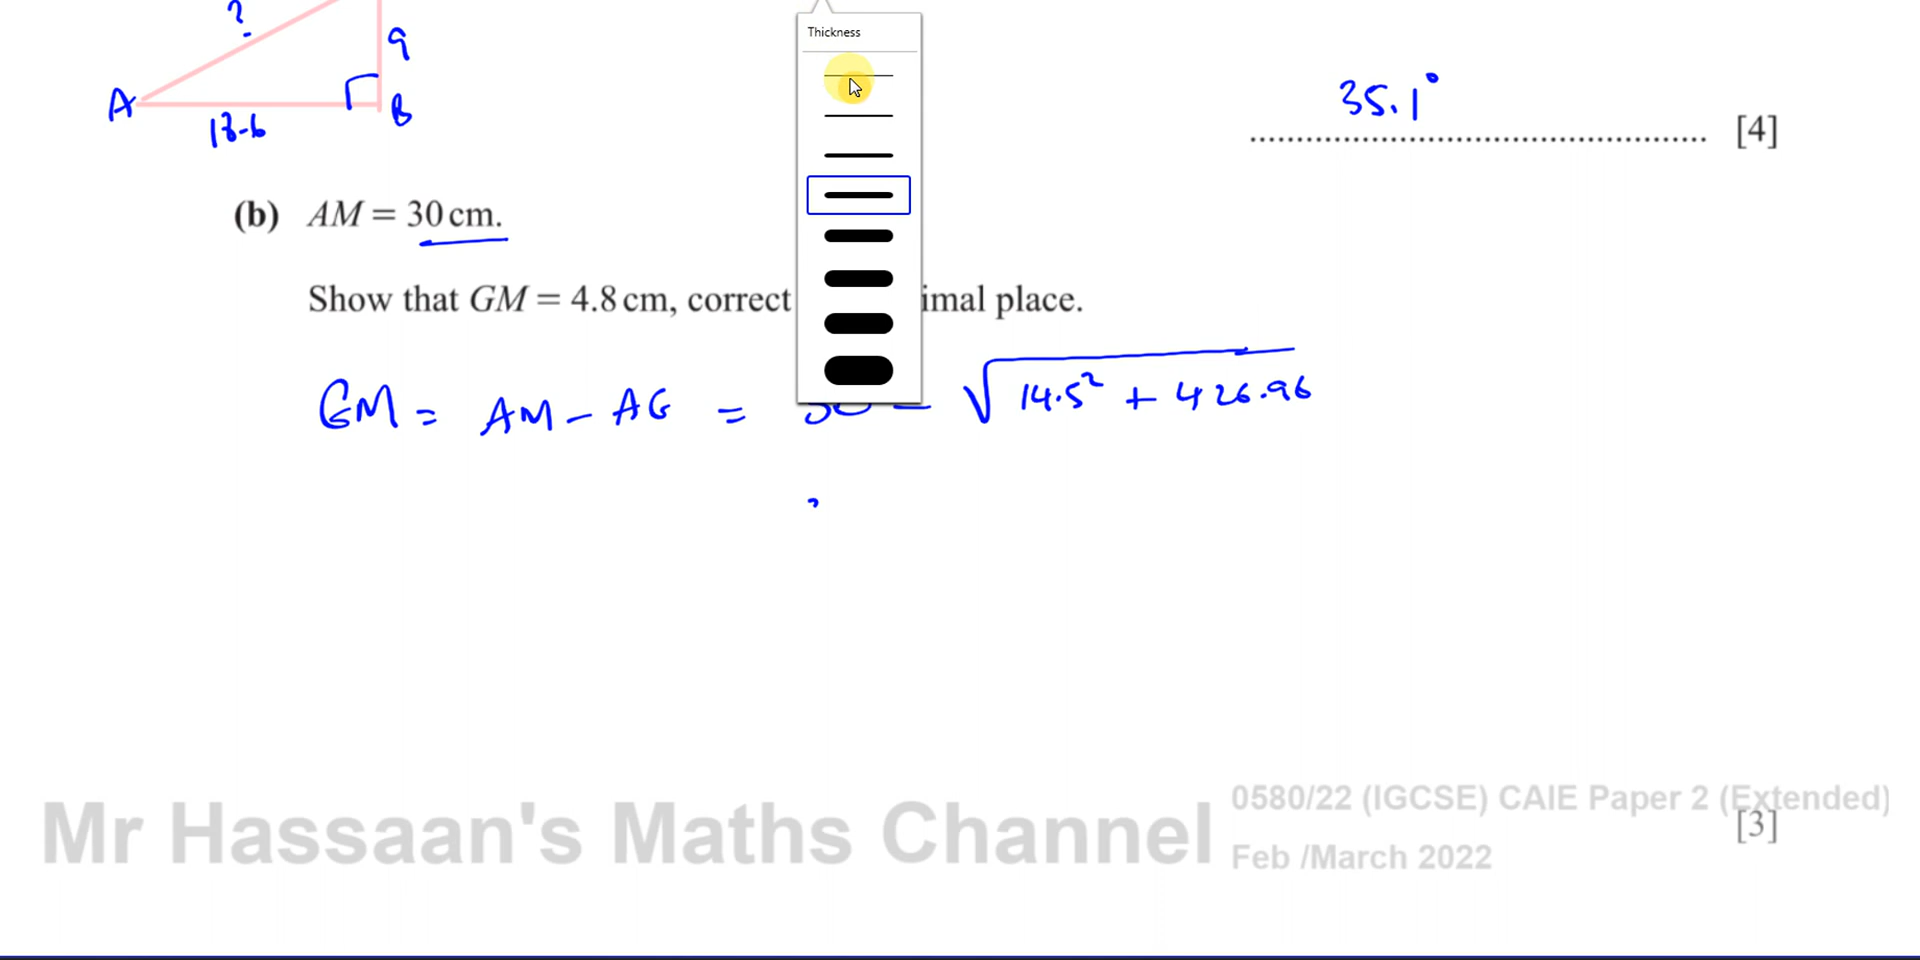 ?
Thickness
9
A
B
18.6
35.1°
[4]
(b) AM = 30 cm.
Show that GM = 4.8 cm, correct imal place.
GM = AM - AG = 30 - √14.5² + 426.96
Mr Hassaan's Maths Channel
0580/22 (IGCSE) CAIE Paper 2 (Extended)
[3]
Feb /March 2022